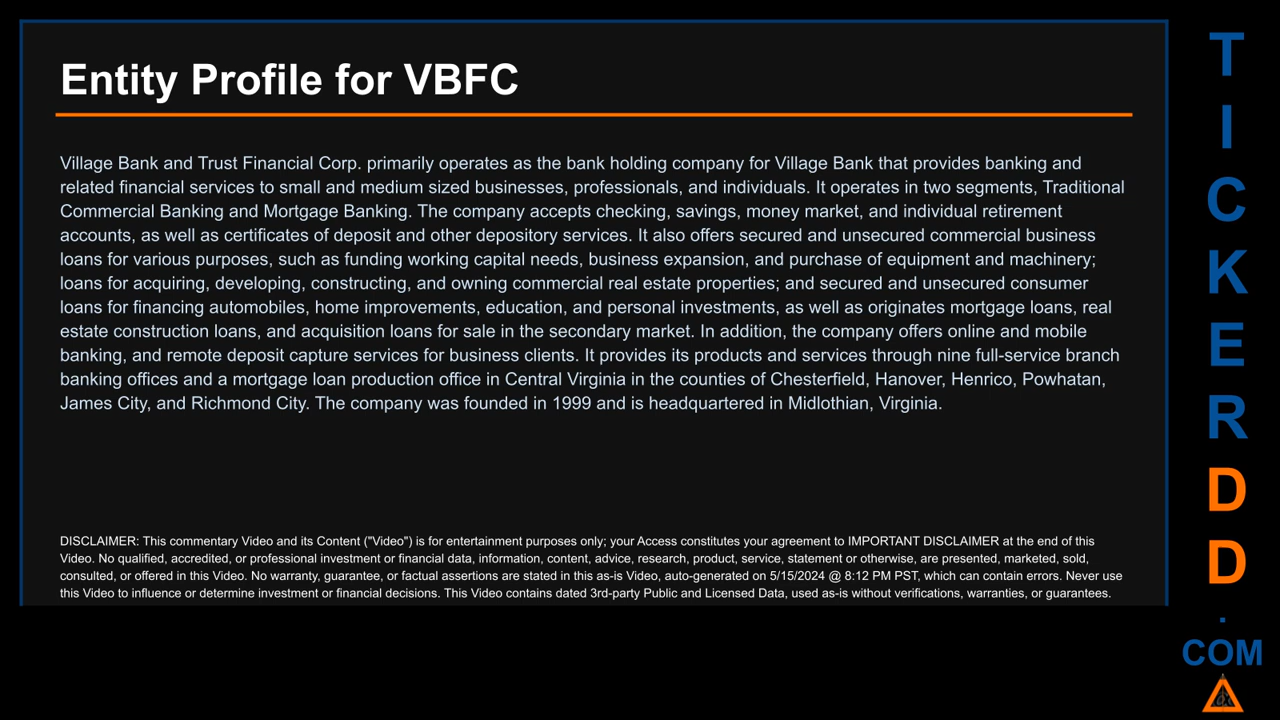 Entity Profile for VBFC
Village Bank and Trust Financial Corp. primarily operates as the bank holding company for Village Bank that provides banking and
related financial services to small and medium sized businesses, professionals, and individuals. It operates in two segments, Traditional
Commercial Banking and Mortgage Banking. The company accepts checking, savings, money market, and individual retirement
accounts, as well as certificates of deposit and other depository services. It also offers secured and unsecured commercial business
loans for various purposes, such as funding working capital needs, business expansion, and purchase of equipment and machinery;
loans for acquiring, developing, constructing, and owning commercial real estate properties; and secured and unsecured consumer
loans for financing automobiles, home improvements, education, and personal investments, as well as originates mortgage loans, real
estate construction loans, and acquisition loans for sale in the secondary market. In addition, the company offers online and mobile
banking, and remote deposit capture services for business clients. It provides its products and services through nine full-service branch
banking offices and a mortgage loan production office in Central Virginia in the counties of Chesterfield, Hanover, Henrico, Powhatan,
James City, and Richmond City. The company was founded in 1999 and is headquartered in Midlothian, Virginia.
DISCLAIMER: This commentary Video and its Content ("Video") is for entertainment purposes only; your Access constitutes your agreement to IMPORTANT DISCLAIMER at the end of this
Video. No qualified, accredited, or professional investment or financial data, information, content, advice, research, product, service, statement or otherwise, are presented, marketed, sold,
consulted, or offered in this Video. No warranty, guarantee, or factual assertions are stated in this as-is Video, auto-generated on 5/15/2024 @ 8:12 PM PST, which can contain errors. Never use
this Video to influence or determine investment or financial decisions. This Video contains dated 3rd-party Public and Licensed Data, used as-is without verifications, warranties, or guarantees.
T
I
C
K
E
R
D
D
.
COM